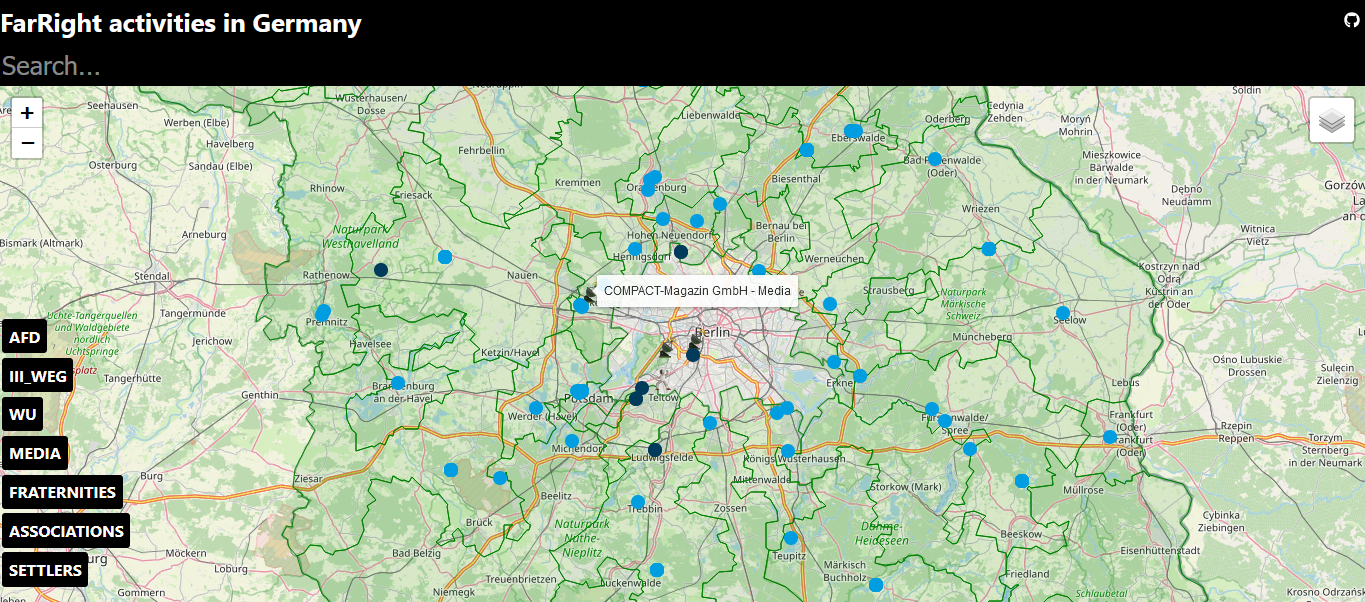 FarRight activities in Germany
Search...
+
−
Seehausen
Wusterhausen/
Dosse
Liebenwalde
Cedynia
Zehden
Soldin
Werben (Elbe)
Havelberg
Fehrbellin
Eberswalde
Oderberg
Moryń
Mohrin
Osterburg
Sandau (Elbe)
Kremmen
Biesenthal
(Oder)
Mieszkowice
Bärwalde
in der Neumark
Rhinow
Friesack
Dębno
Neudamm
Wriezen
Arneburg
Naturpark
Westhavelland
Hohen Neuendorf
Bernau bei
Berlin
Witnica
Vietz
Bismark (Altmark)
Hennigsdorf
Werneuchen
Stendal
Rathenow
Nauen
Kostrzyn nad
Odrą
Küstrin an
der Oder
COMPACT-Magazin GmbH - Media
Strausberg
Naturpark
Märkische
Schweiz
Uchte-Tangerquellen
und Waldgebiete
nördlich
Uchtspringe
Tangermünde
Premnitz
Seelow
Berlin
AFD
Jerichow
Havelsee
Müncheberg
Ketzin/Havel
Ośno Lubuskie
Drossen
III_WEG
Tangerhütte
Sulęcin
Zielenzig
Erkner
Lebus
Genthin
Brandenburg
an der Havel
Potsdam
Teltow
WU
Werder (Havel)
Fürstenwalde/
Spree
Frankfurt
(Oder)
Frankfurt
(Oder)
Rzepin
Reppen
Torzym
Sternberg
in der Neumark
MEDIA
Michendorf
Ludwigsfelde
Königs Wusterhausen
Burg
Ziesar
Mittenwalde
Storkow (Mark)
Müllrose
FRATERNITIES
Beelitz
Trebbin
Zossen
Cybinka
Ziebingen
ASSOCIATIONS
Brück
Naturpark
Nuthe-
Nieplitz
Dahme-
Heideseen
Beeskow
Möckern
Bad Belzig
Teupitz
Eisenhüttenstadt
SETTLERS
Loburg
Treuenbrietzen
Luckenwalde
Märkisch
Buchholz
Friedland
Gommern
Niemegk
Schlaubetal
Krosno Odrzańsk